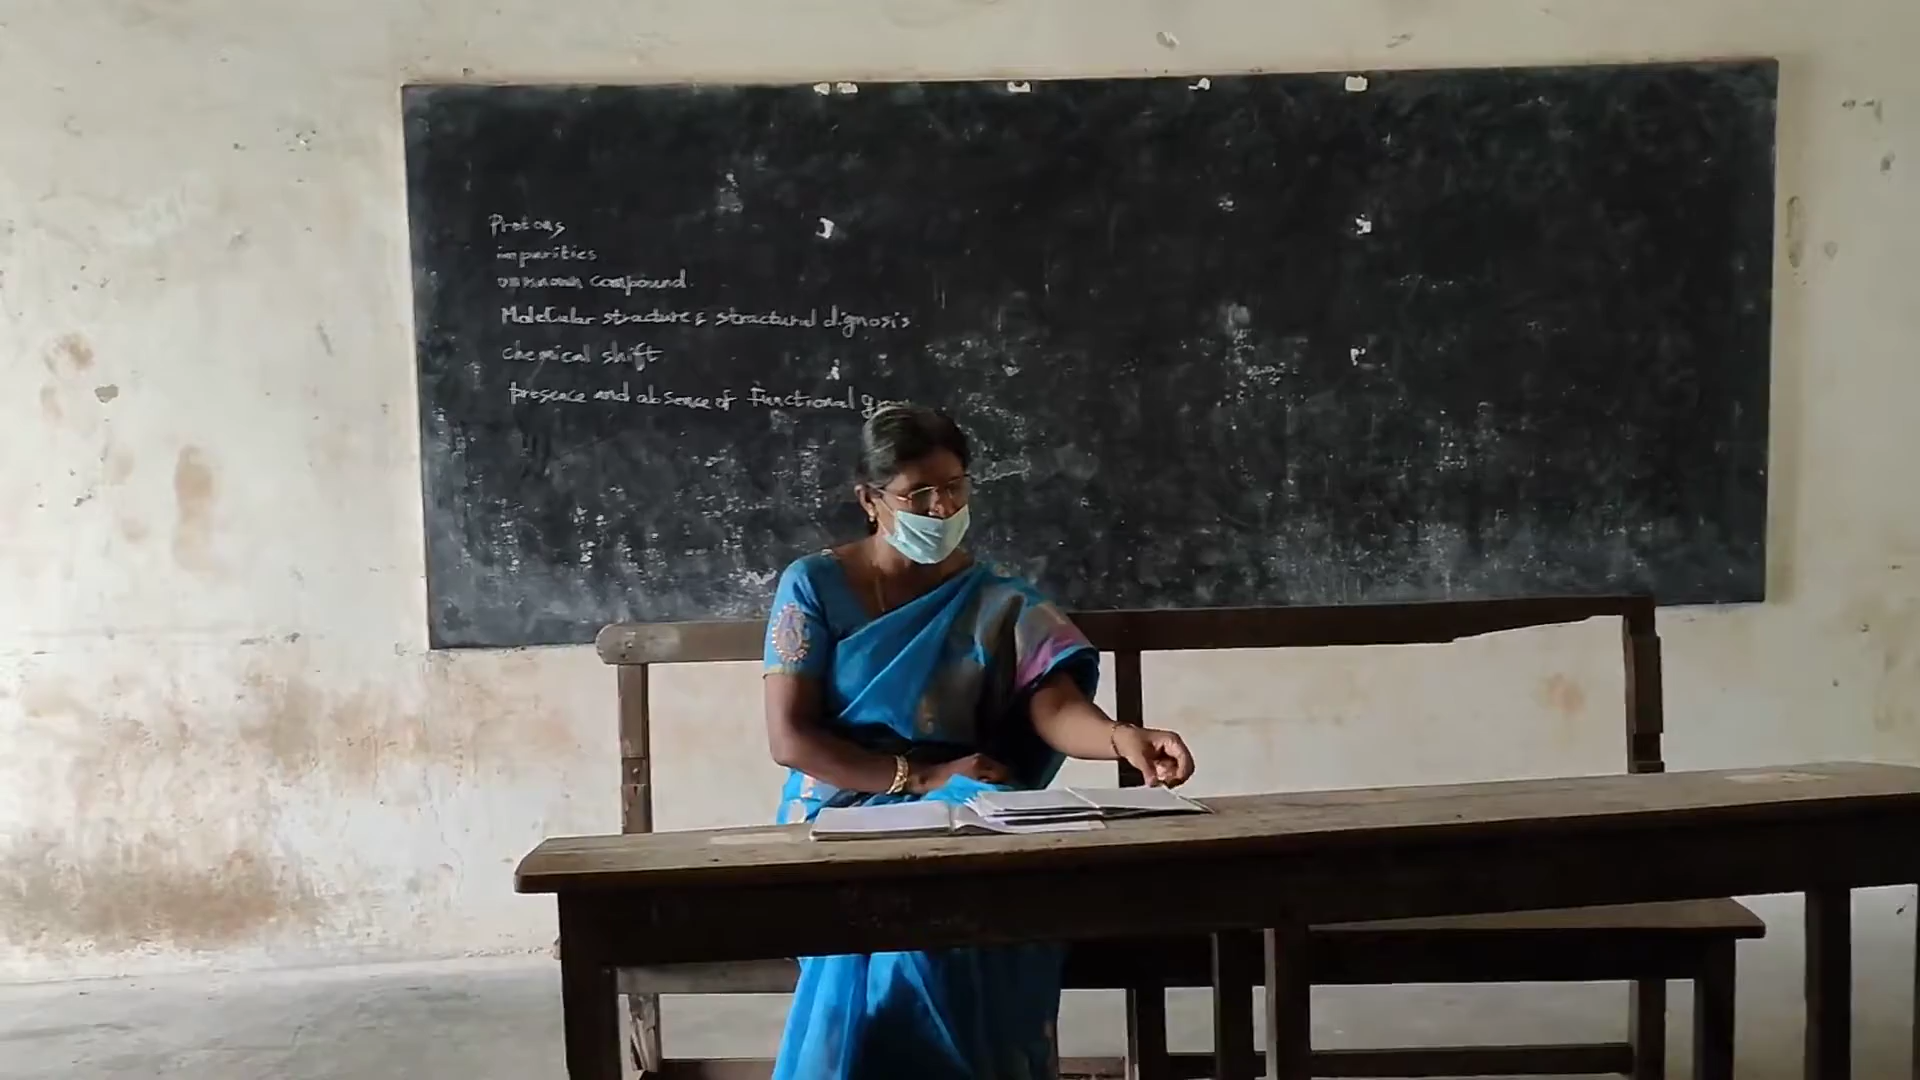 Protons
impurities
unknown compound
Molecular structure & structural dignosis
chemical shift
presence and absence of Functional